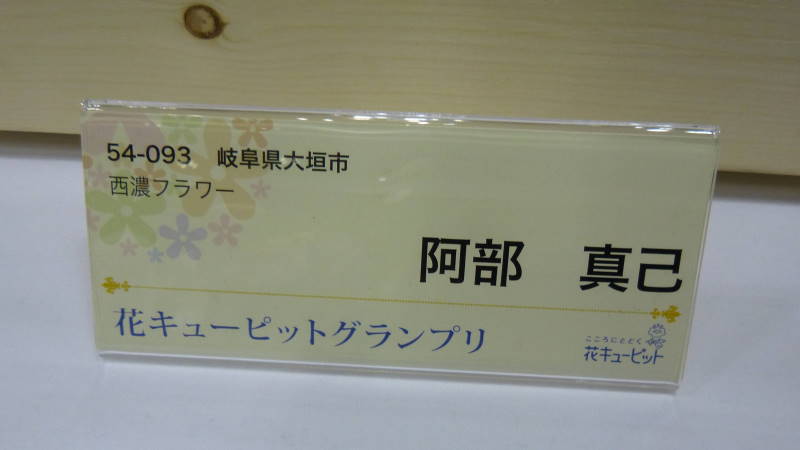 54-093 岐阜県大垣市
西濃フラワー
阿部 真己
花キューピットグランプリ
こころにとどく
花キューピット